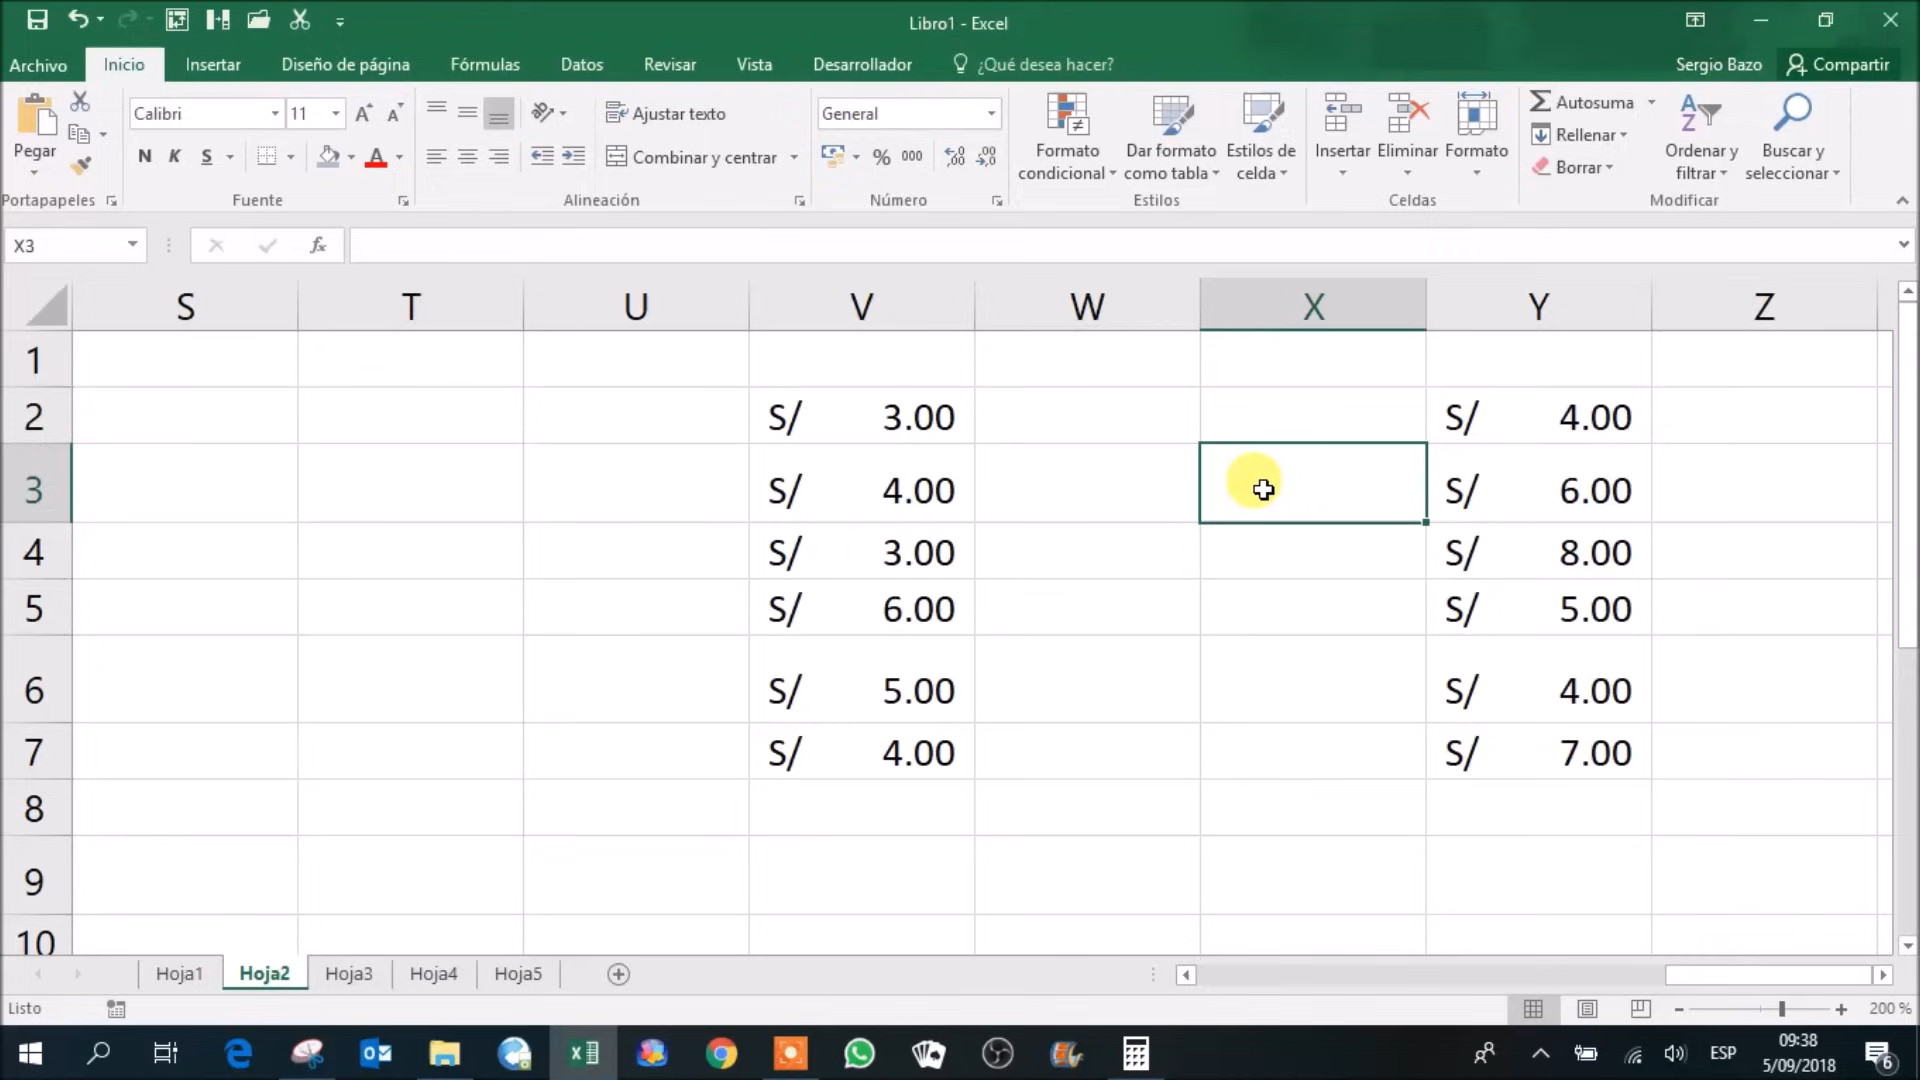 Libro1 - Excel
Archivo Inicio Insertar Diseño de página Fórmulas Datos Revisar Vista Desarrollador ¿Qué desea hacer? Sergio Bazo Compartir
Calibri 11 Ajustar texto General Autosuma
Pegar N K S A Combinar y centrar % 000 Formato condicional Dar formato como tabla Estilos de celda Insertar Eliminar Formato Rellenar Borrar Ordenar y filtrar Buscar y seleccionar
Portapapeles Fuente Alineación Número Estilos Celdas Modificar
X3 fx
S T U V W X Y Z
1
2 S/ 3.00 S/ 4.00
3 S/ 4.00 S/ 6.00
4 S/ 3.00 S/ 8.00
5 S/ 6.00 S/ 5.00
6 S/ 5.00 S/ 4.00
7 S/ 4.00 S/ 7.00
8
9
10
Hoja1 Hoja2 Hoja3 Hoja4 Hoja5
Listo 200 %
09:38
ESP
5/09/2018 6